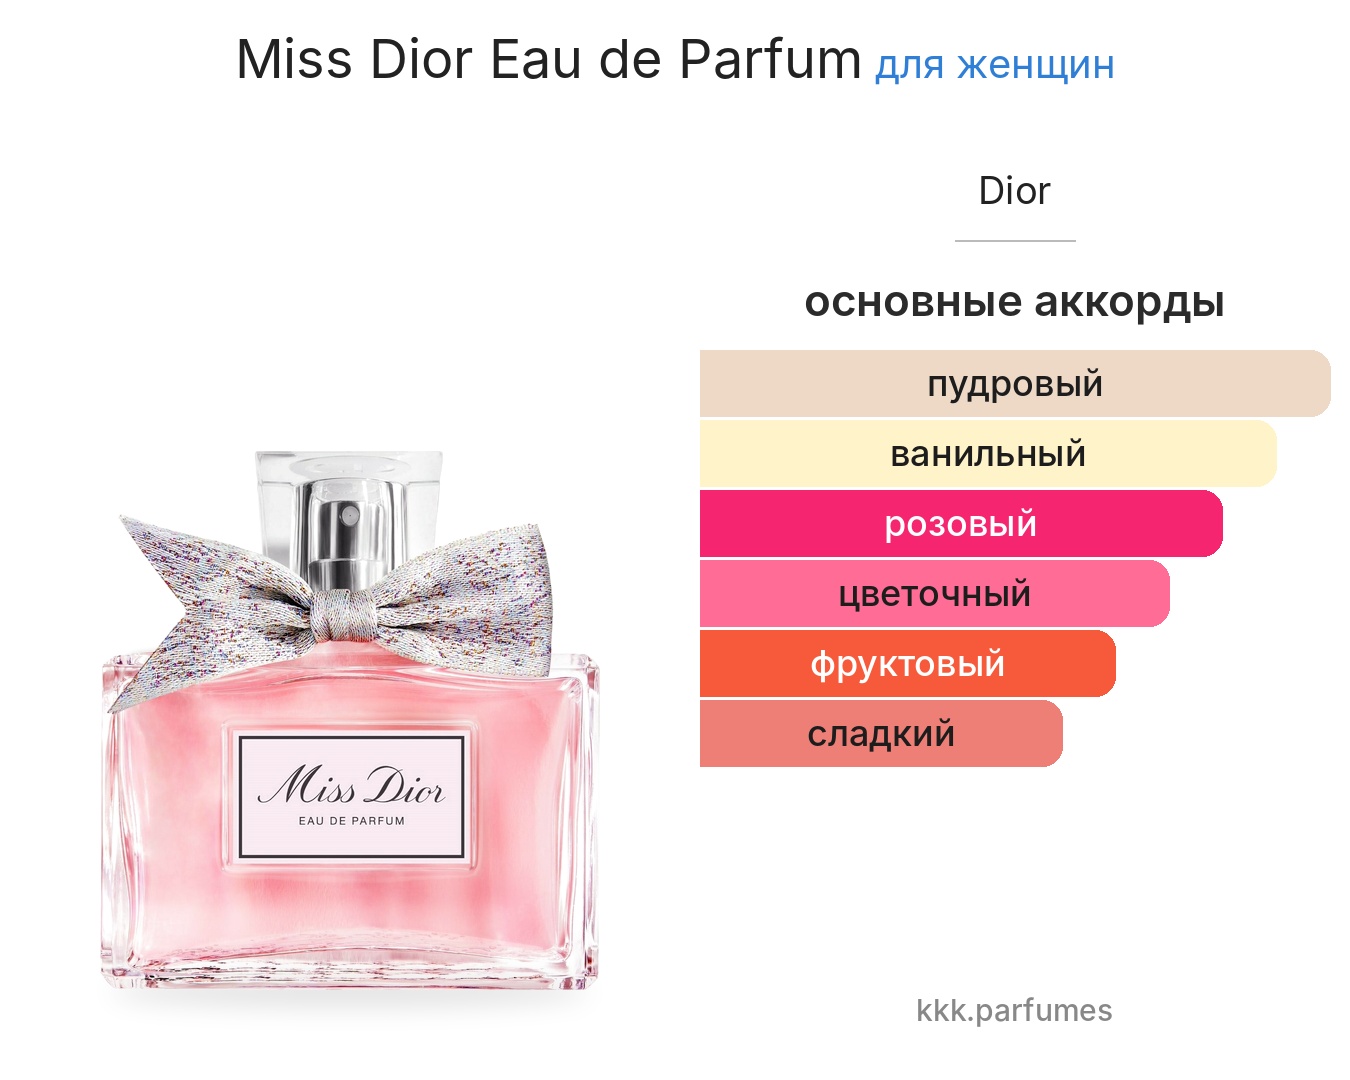 Miss Dior Eau de Parfum для женщин
Dior
основные аккорды
пудровый
ванильный
розовый
цветочный
фруктовый
сладкий
Miss Dior
EAU DE PARFUM
kkk.parfumes